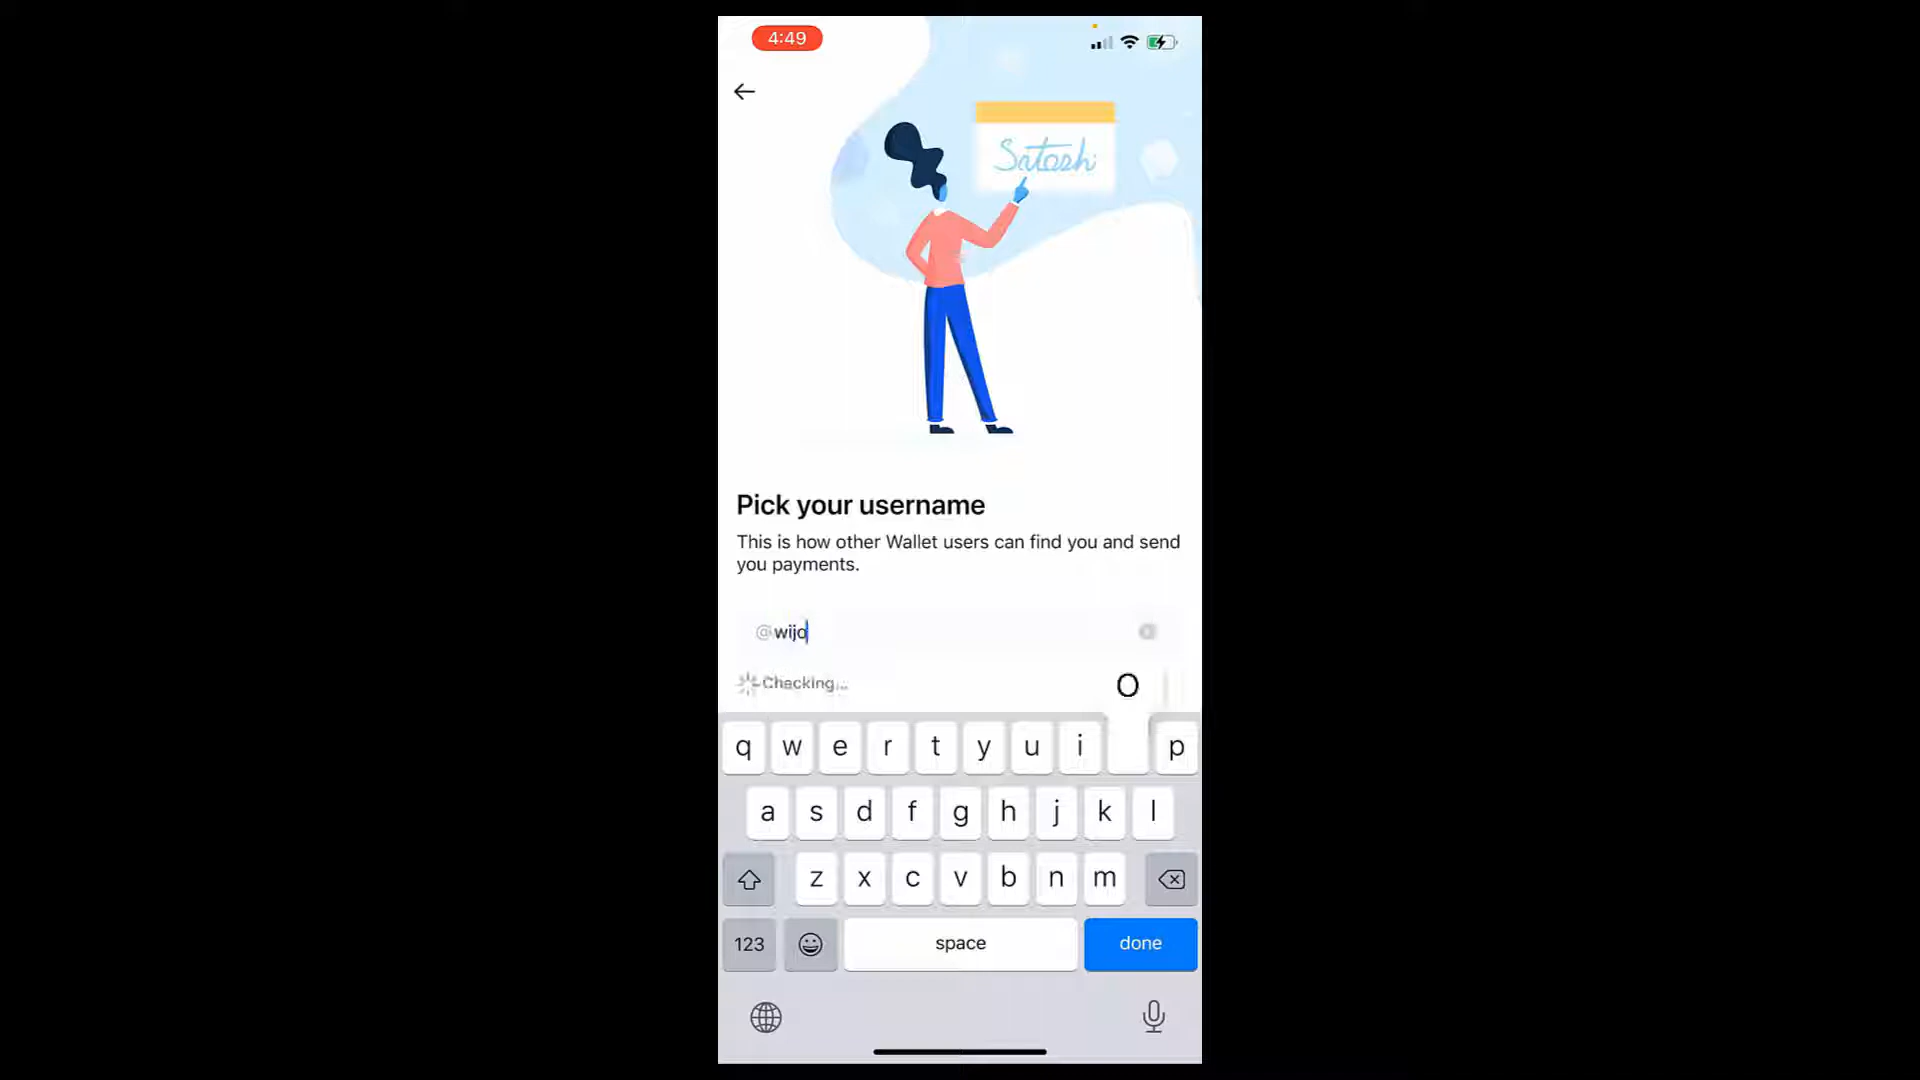 4:49
Satoshi
Pick your username
This is how other Wallet users can find you and send
you payments.
@wijo
Checking...
O
q w e r t y u i p
a s d f g h j k l
z x c v b n m
123 space done